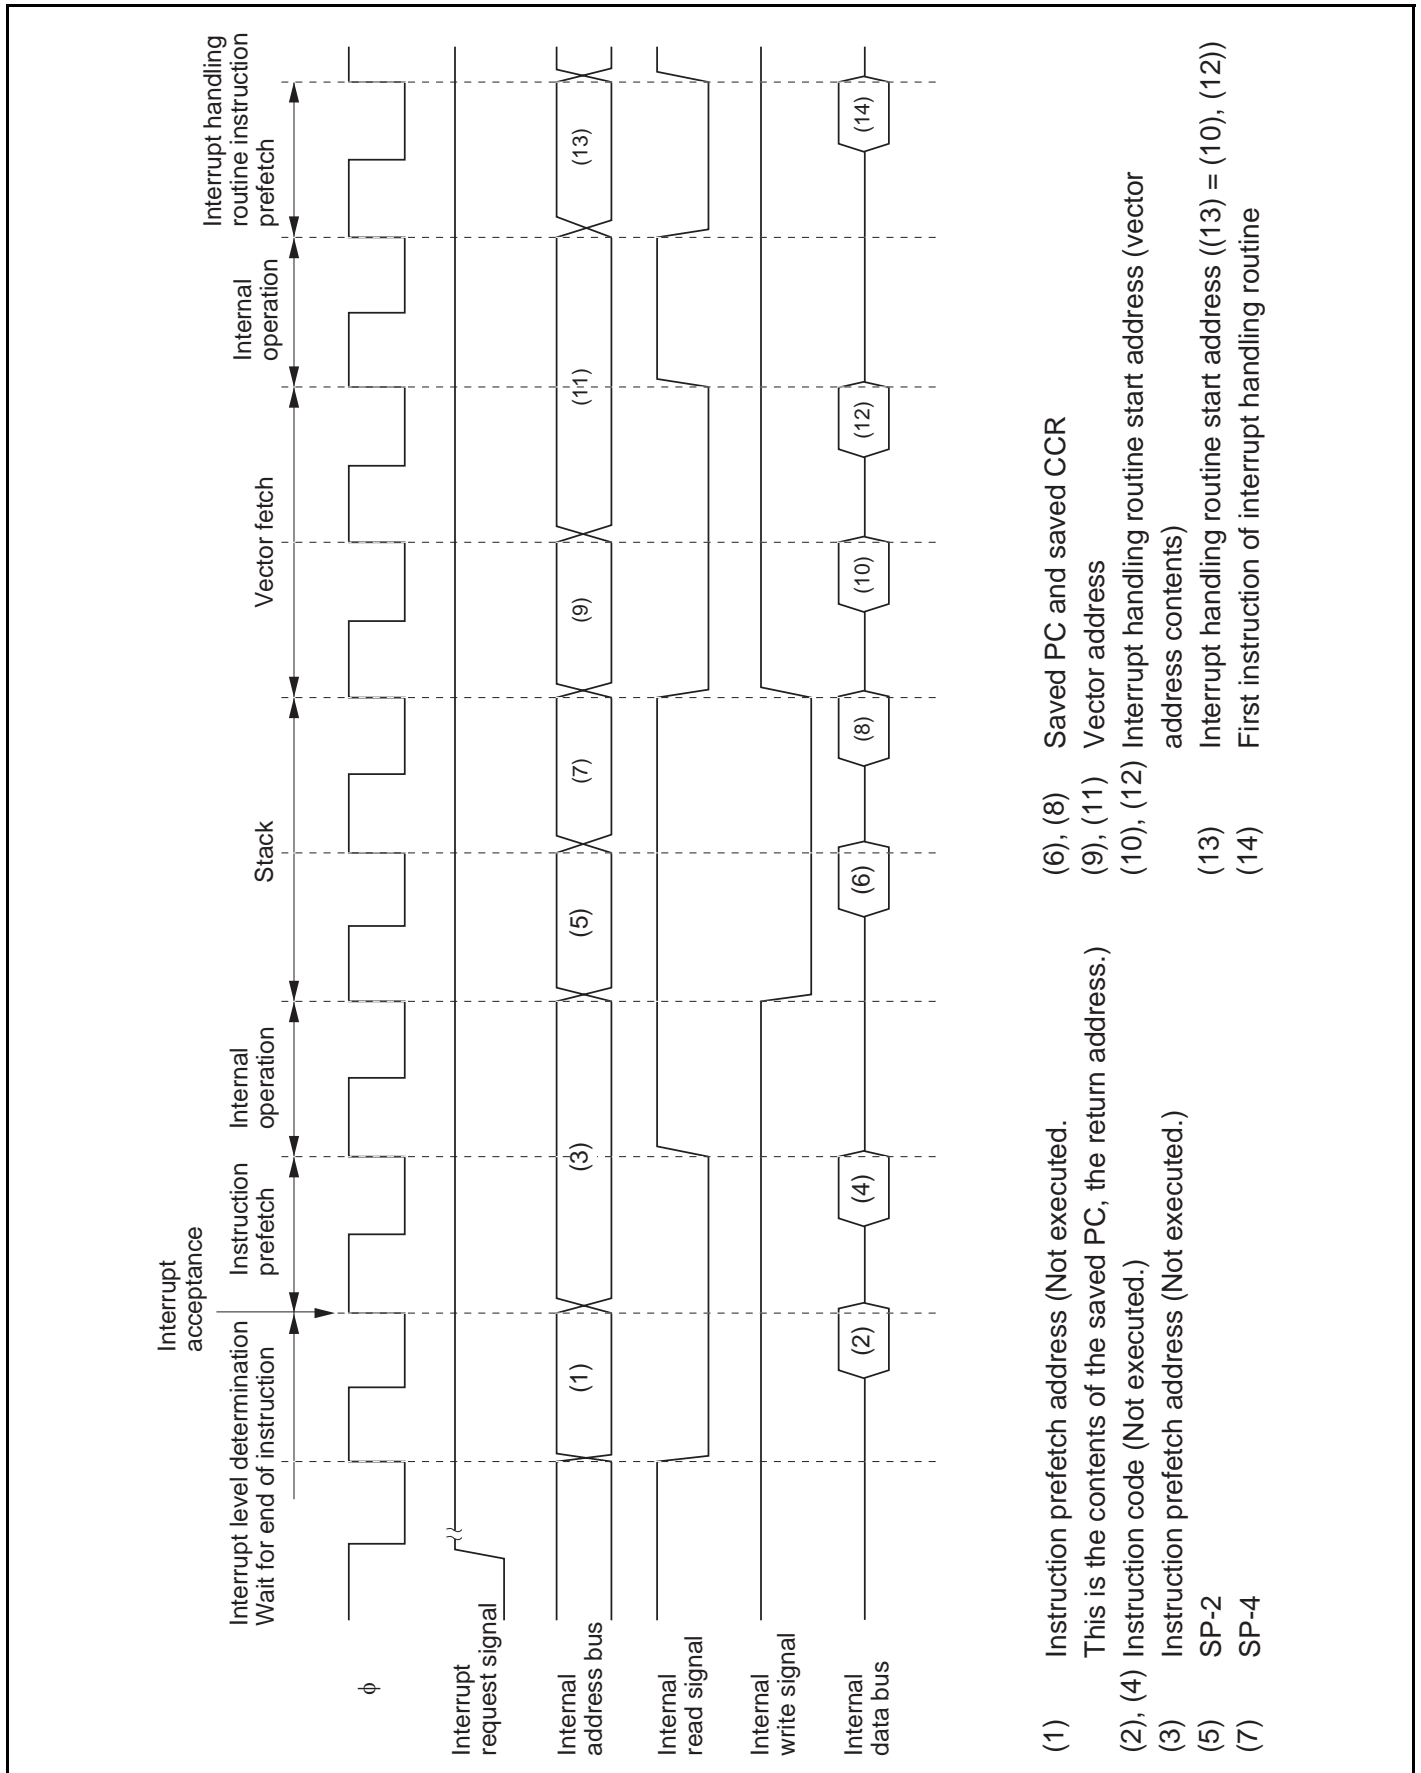 Interrupt level determination
Wait for end of instruction
Interrupt
acceptance
Instruction
prefetch
Internal
operation
Stack
Vector fetch
Internal
operation
Interrupt handling
routine instruction
prefetch
φ
Interrupt
request signal
Internal
address bus
(1)
(3)
(5)
(7)
(9)
(11)
(13)
Internal
read signal
Internal
write signal
Internal
data bus
(2)
(4)
(6)
(8)
(10)
(12)
(14)
(1) Instruction prefetch address (Not executed.
This is the contents of the saved PC, the return address.)
(2), (4) Instruction code (Not executed.)
(3) Instruction prefetch address (Not executed.)
(5) SP-2
(7) SP-4
(6), (8) Saved PC and saved CCR
(9), (11) Vector address
(10), (12) Interrupt handling routine start address (vector
address contents)
(13) Interrupt handling routine start address ((13) = (10), (12))
(14) First instruction of interrupt handling routine